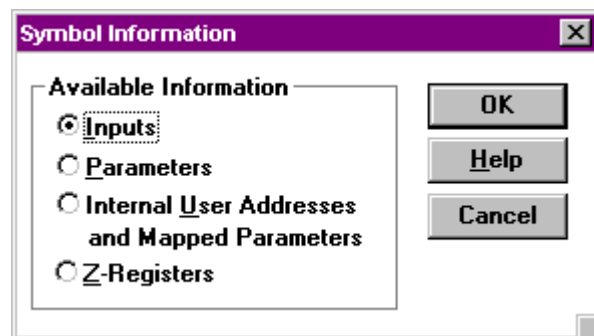 Symbol Information
Available Information
Inputs
Parameters
Internal User Addresses
and Mapped Parameters
Z-Registers
OK
Help
Cancel